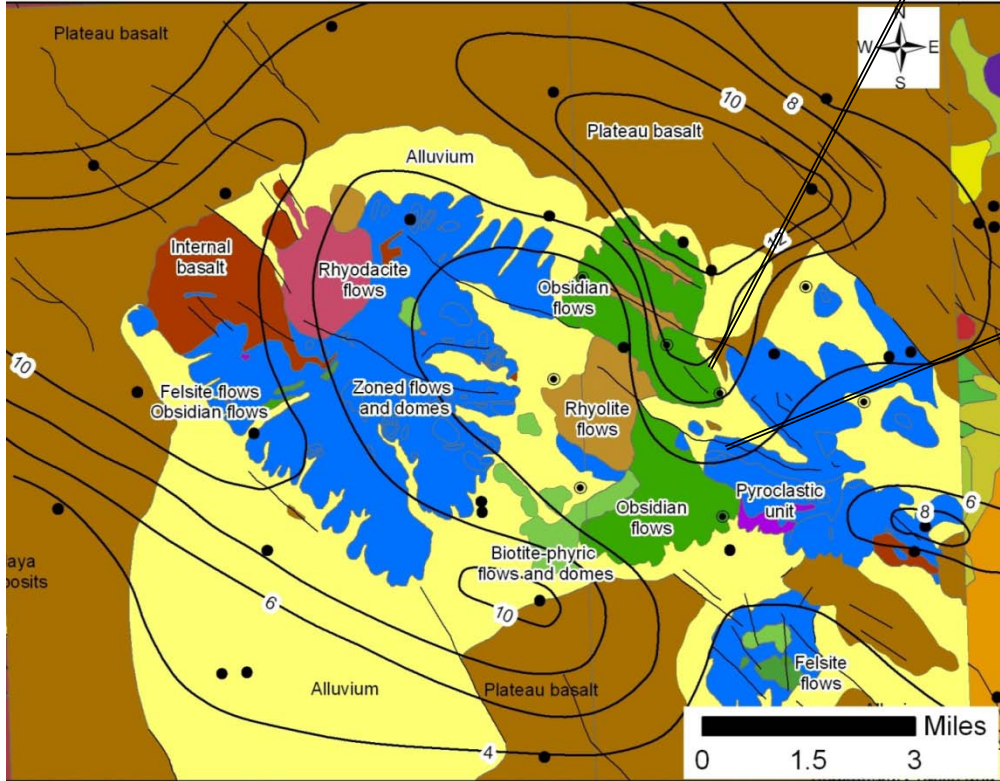 Plateau basalt
N
W
E
S
10
8
Plateau basalt
Alluvium
Internal
basalt
Rhyodacite
flows
12
Obsidian
flows
10
Felsite flows
Obsidian flows
Zoned flows
and domes
Rhyolite
flows
Pyroclastic
unit
6
8
Obsidian
flows
Biotite-phyric
flows and domes
10
6
Felsite
flows
Alluvium
Plateau basalt
4
Miles
0
1.5
3